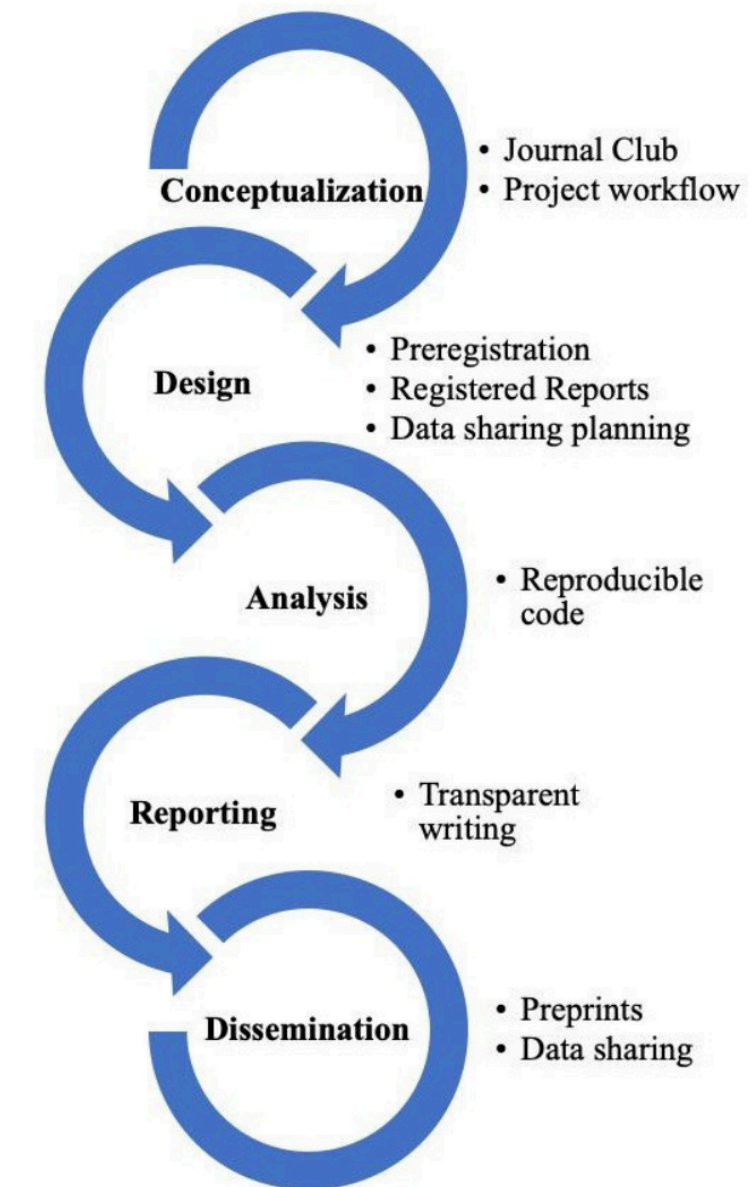 Conceptualization
• Journal Club
• Project workflow
Design
• Preregistration
• Registered Reports
• Data sharing planning
Analysis
• Reproducible
code
Reporting
• Transparent
writing
Dissemination
• Preprints
• Data sharing